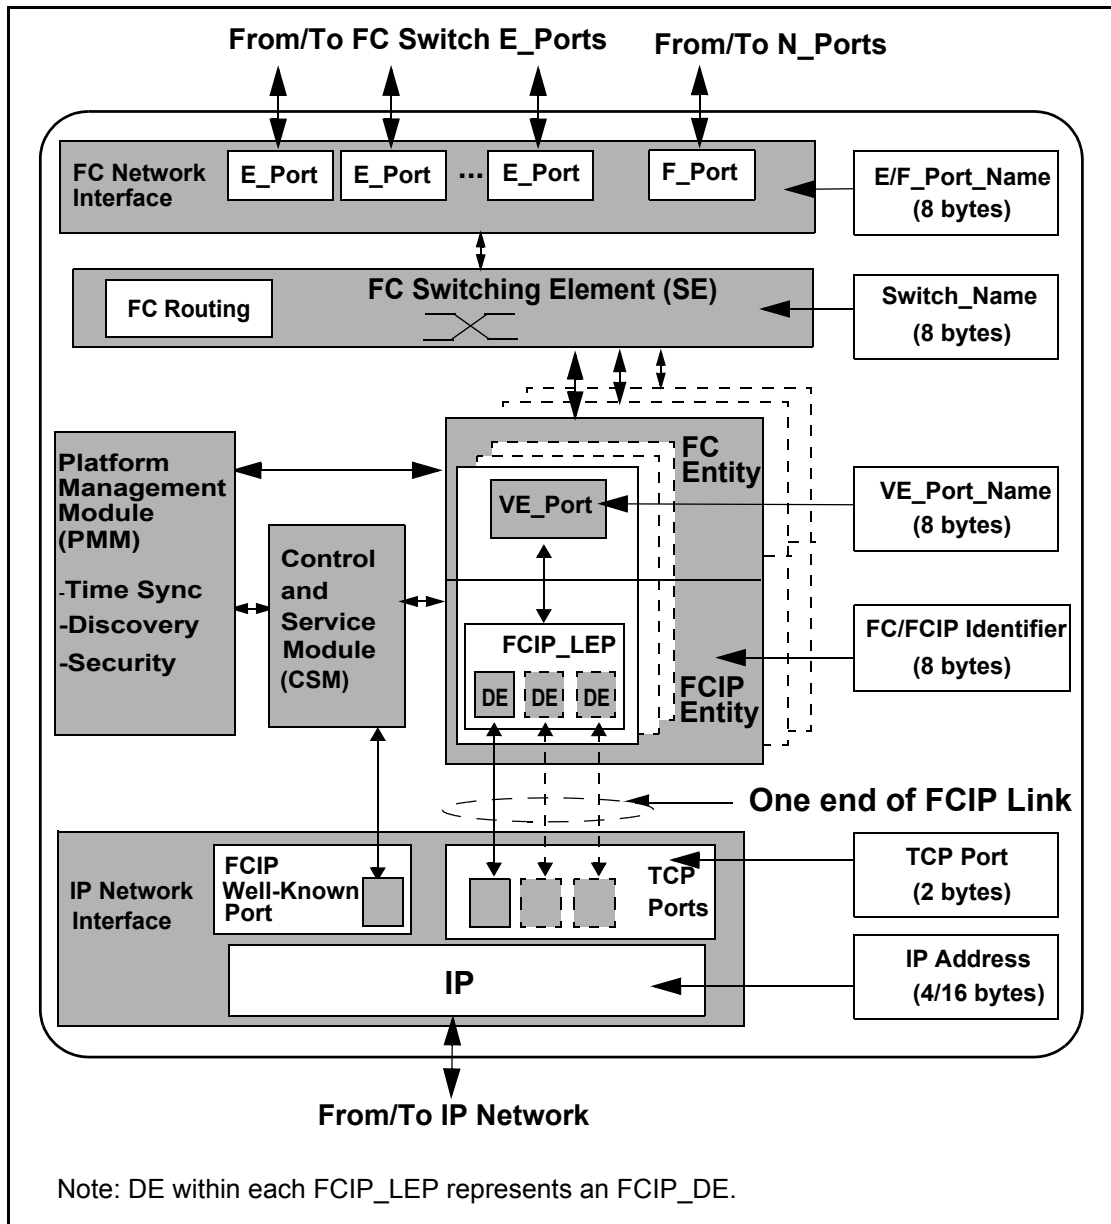 From/To FC Switch E_Ports
From/To N_Ports
FC Network
Interface
E_Port
E_Port
...
E_Port
F_Port
E/F_Port_Name
(8 bytes)
FC Switching Element (SE)
FC Routing
Switch_Name
(8 bytes)
Platform
Management
Module
(PMM)
-Time Sync
-Discovery
-Security
Control
and
Service
Module
(CSM)
FC
Entity
VE_Port
VE_Port_Name
(8 bytes)
FCIP_LEP
DE
DE
DE
FCIP
Entity
FC/FCIP Identifier
(8 bytes)
One end of FCIP Link
IP Network
Interface
FCIP
Well-Known
Port
TCP
Ports
TCP Port
(2 bytes)
IP
IP Address
(4/16 bytes)
From/To IP Network
Note: DE within each FCIP_LEP represents an FCIP_DE.